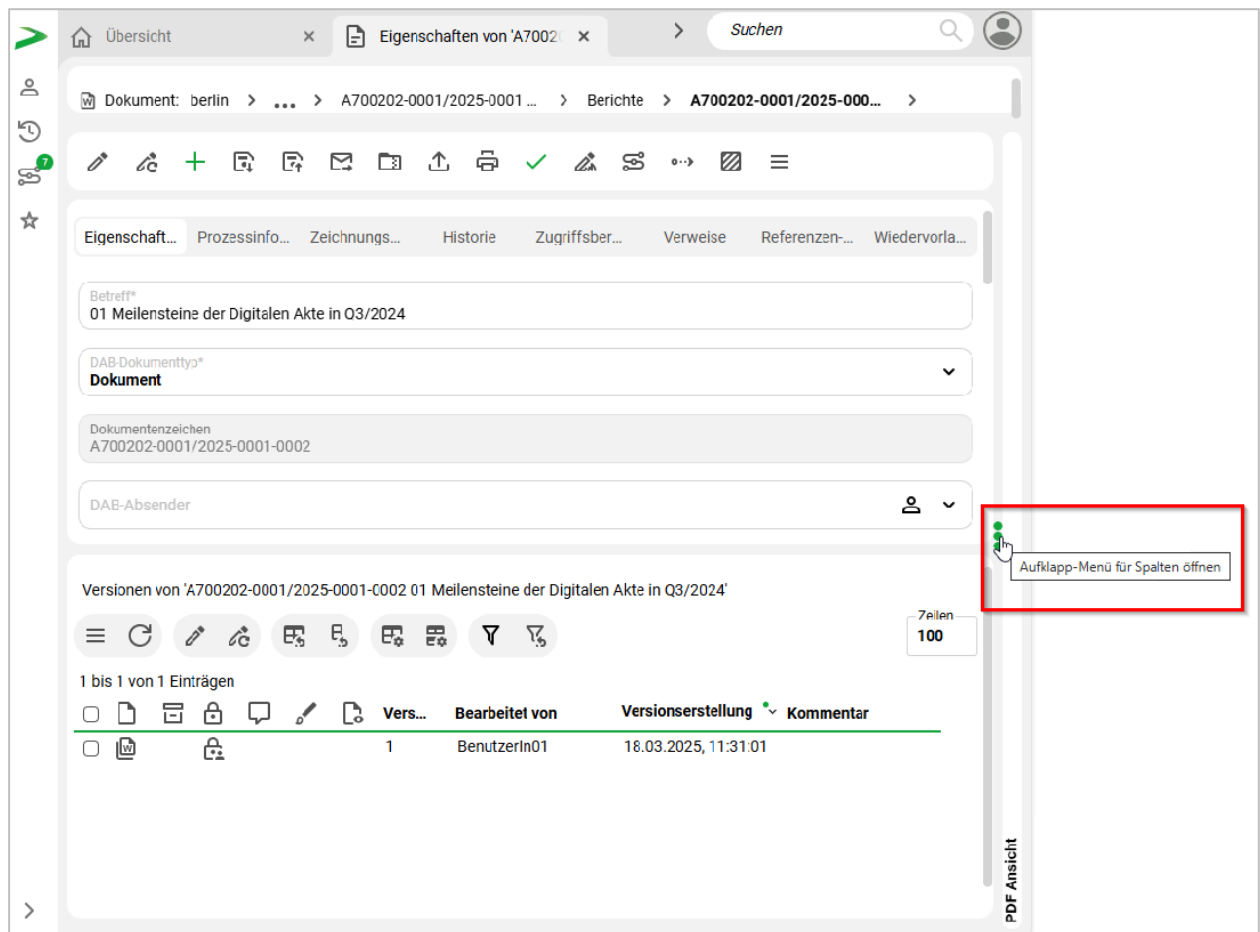 Übersicht
Eigenschaften von 'A7002
Suchen
Dokument: berlin > ... > A700202-0001/2025-0001 ... > Berichte > A700202-0001/2025-000... >
7
Eigenschaft... Prozessinfo... Zeichnungs... Historie Zugriffsber... Verweise Referenzen-... Wiedervorla...
Betreff*
01 Meilensteine der Digitalen Akte in Q3/2024
DAB-Dokumenttyp*
Dokument
Dokumentenzeichen
A700202-0001/2025-0001-0002
DAB-Absender
Aufklapp-Menü für Spalten öffnen
Versionen von 'A700202-0001/2025-0001-0002 01 Meilensteine der Digitalen Akte in Q3/2024'
Zeilen
100
1 bis 1 von 1 Einträgen
Vers... Bearbeitet von Versionserstellung Kommentar
1 BenutzerIn01 18.03.2025, 11:31:01
PDF Ansicht